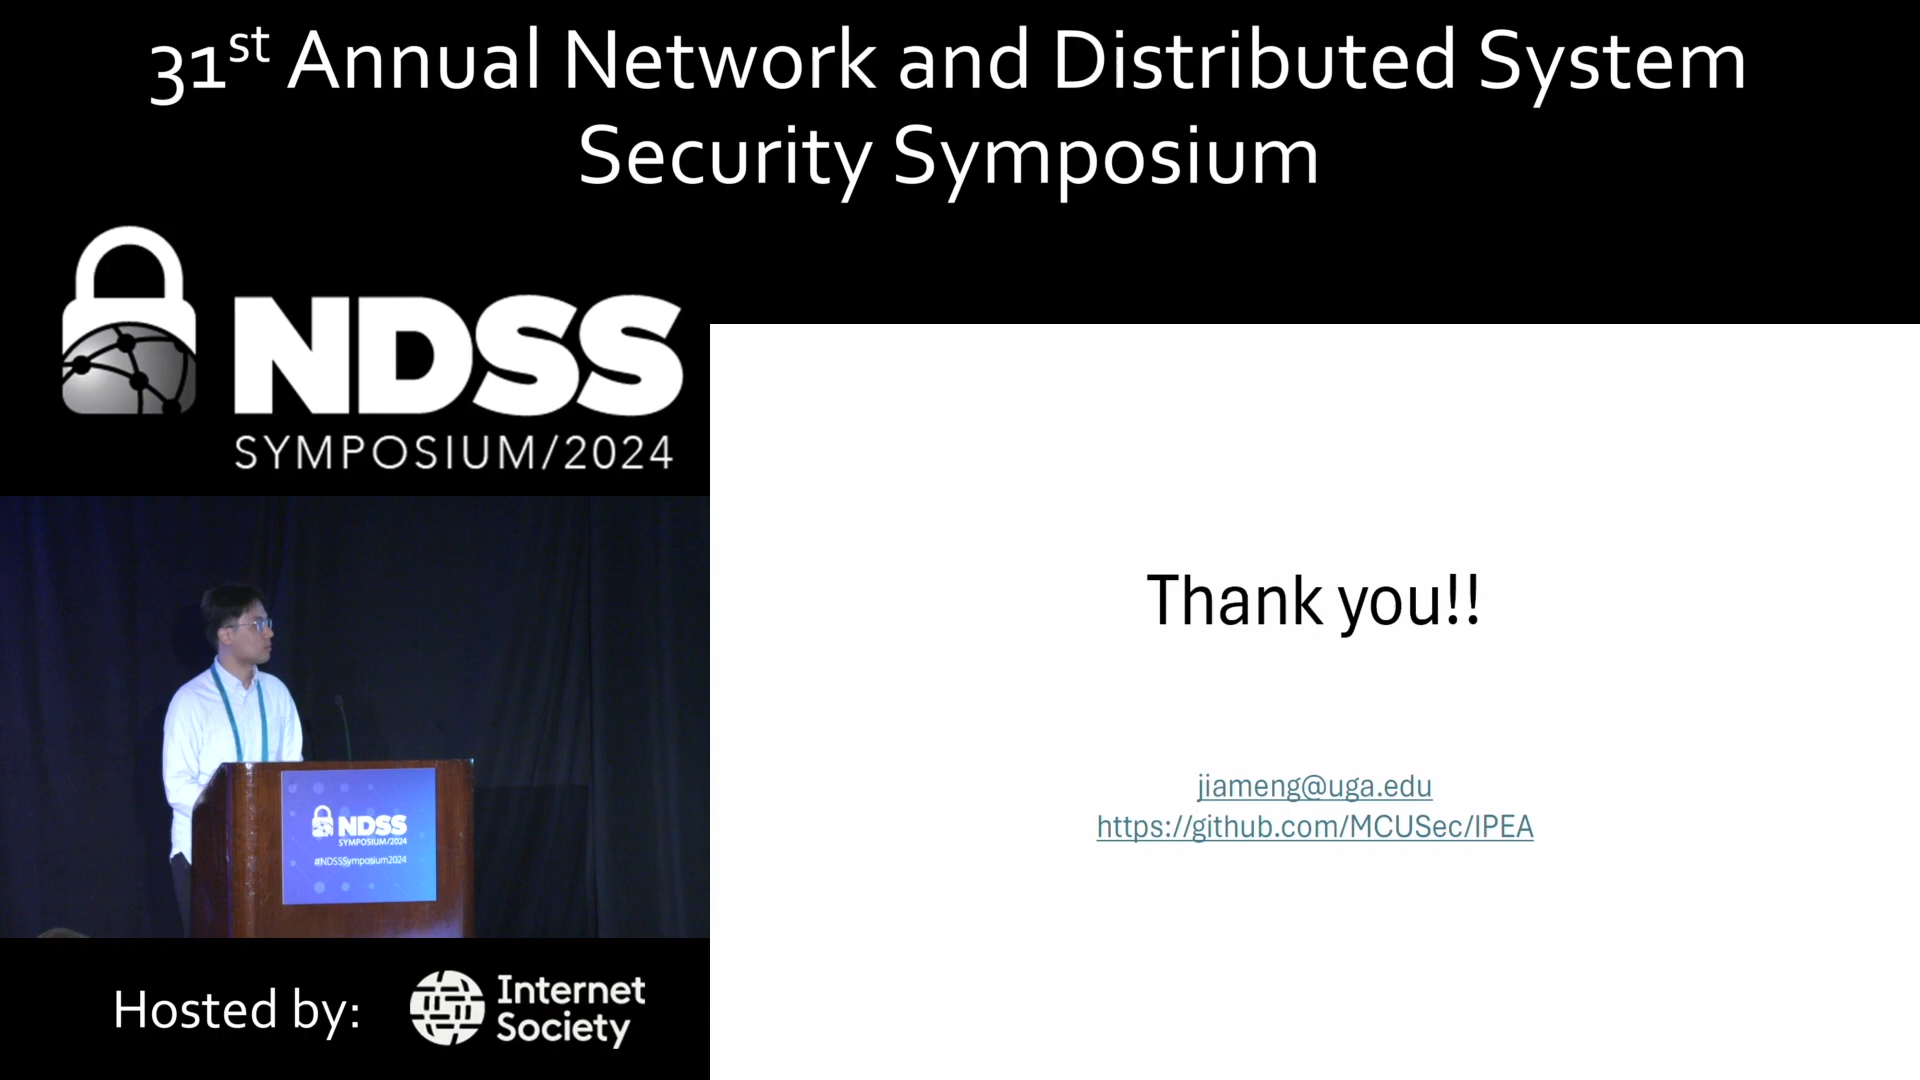 31st Annual Network and Distributed System
Security Symposium
NDSS
SYMPOSIUM/2024
Thank you!!
jiameng@uga.edu
https://github.com/MCUSec/IPEA
NDSS
SYMPOSIUM/2024
#NDSSSymposium2024
Hosted by:
Internet
Society